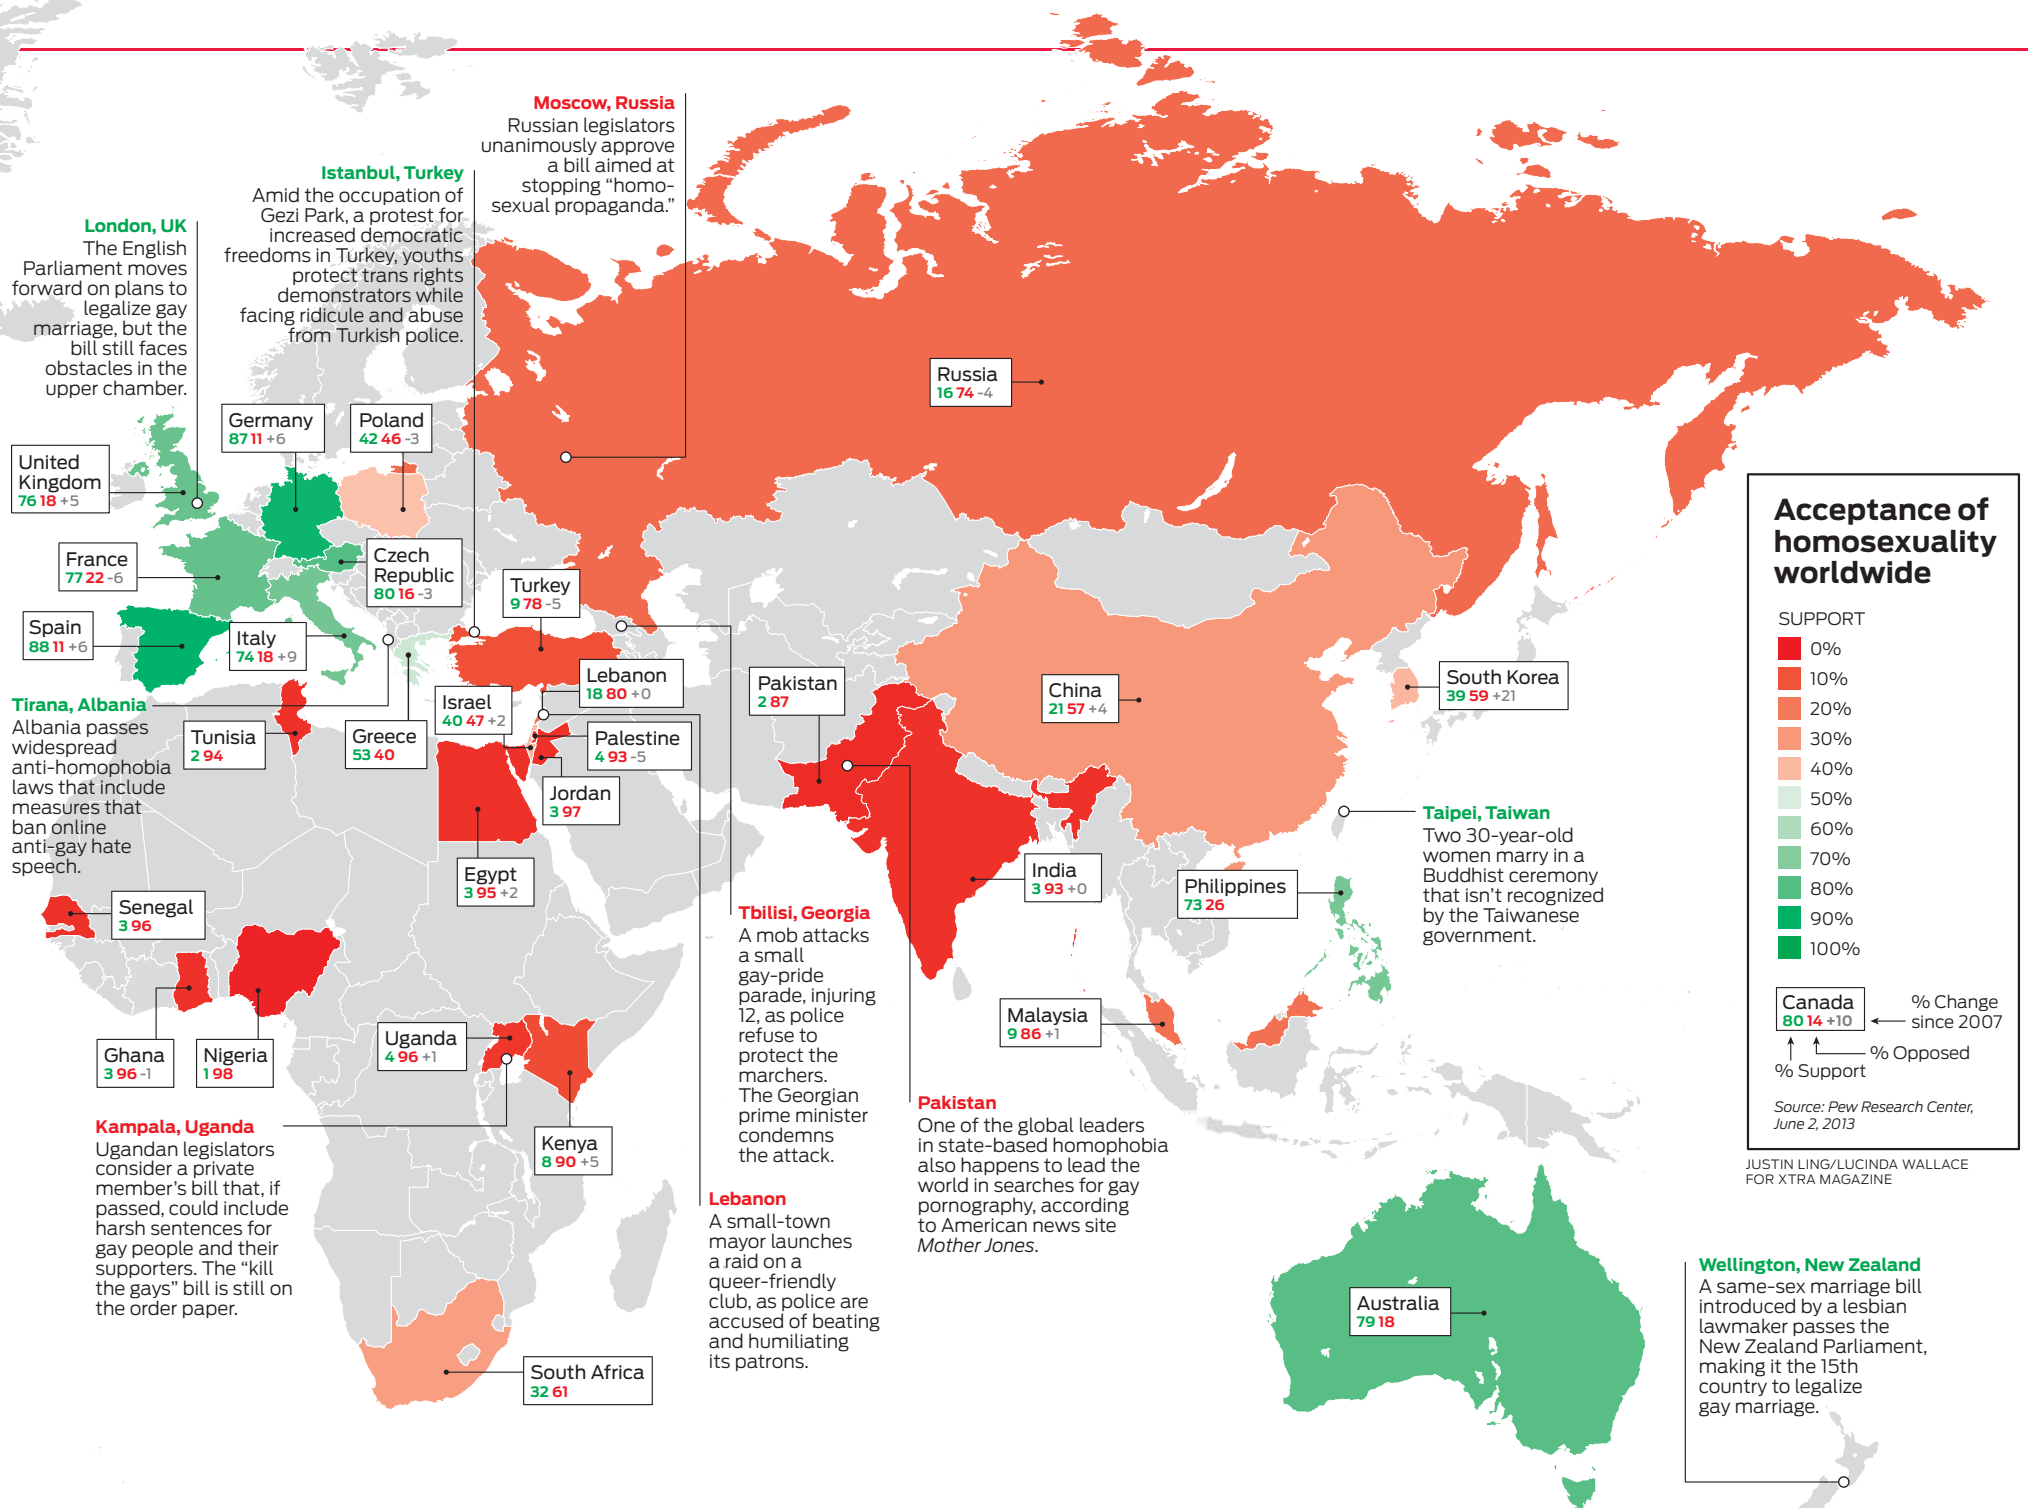 Moscow, Russia
Russian legislators
unanimously approve
a bill aimed at
stopping “homo-
sexual propaganda.”
Istanbul, Turkey
Amid the occupation of
Gezi Park, a protest for
increased democratic
freedoms in Turkey, youths
protect trans rights
demonstrators while
facing ridicule and abuse
from Turkish police.
London, UK
The English
Parliament moves
forward on plans to
legalize gay
marriage, but the
bill still faces
obstacles in the
upper chamber.
Russia
16 74 -4
Germany
87 11 +6
Poland
42 46 -3
United
Kingdom
76 18 +5
France
77 22 -6
Czech
Republic
80 16 -3
Turkey
9 78 -5
Spain
88 11 +6
Italy
74 18 +9
Lebanon
18 80 +0
Israel
40 47 +2
Pakistan
2 87
China
21 57 +4
South Korea
39 59 +21
Tirana, Albania
Albania passes
widespread
anti-homophobia
laws that include
measures that
ban online
anti-gay hate
speech.
Tunisia
2 94
Greece
53 40
Palestine
4 93 -5
Jordan
3 97
Egypt
3 95 +2
India
3 93 +0
Philippines
73 26
Taipei, Taiwan
Two 30-year-old
women marry in a
Buddhist ceremony
that isn’t recognized
by the Taiwanese
government.
Senegal
3 96
Ghana
3 96 -1
Nigeria
1 98
Uganda
4 96 +1
Kenya
8 90 +5
Malaysia
9 86 +1
Tbilisi, Georgia
A mob attacks
a small
gay-pride
parade, injuring
12, as police
refuse to
protect the
marchers.
The Georgian
prime minister
condemns
the attack.
Kampala, Uganda
Ugandan legislators
consider a private
member’s bill that, if
passed, could include
harsh sentences for
gay people and their
supporters. The “kill
the gays” bill is still on
the order paper.
Lebanon
A small-town
mayor launches
a raid on a
queer-friendly
club, as police are
accused of beating
and humiliating
its patrons.
Pakistan
One of the global leaders
in state-based homophobia
also happens to lead the
world in searches for gay
pornography, according
to American news site
Mother Jones.
South Africa
32 61
Australia
79 18
Wellington, New Zealand
A same-sex marriage bill
introduced by a lesbian
lawmaker passes the
New Zealand Parliament,
making it the 15th
country to legalize
gay marriage.
Acceptance of
homosexuality
worldwide
SUPPORT
0%
10%
20%
30%
40%
50%
60%
70%
80%
90%
100%
Canada
80 14 +10
% Change
since 2007
% Opposed
% Support
Source: Pew Research Center,
June 2, 2013
JUSTIN LING/LUCINDA WALLACE
FOR XTRA MAGAZINE